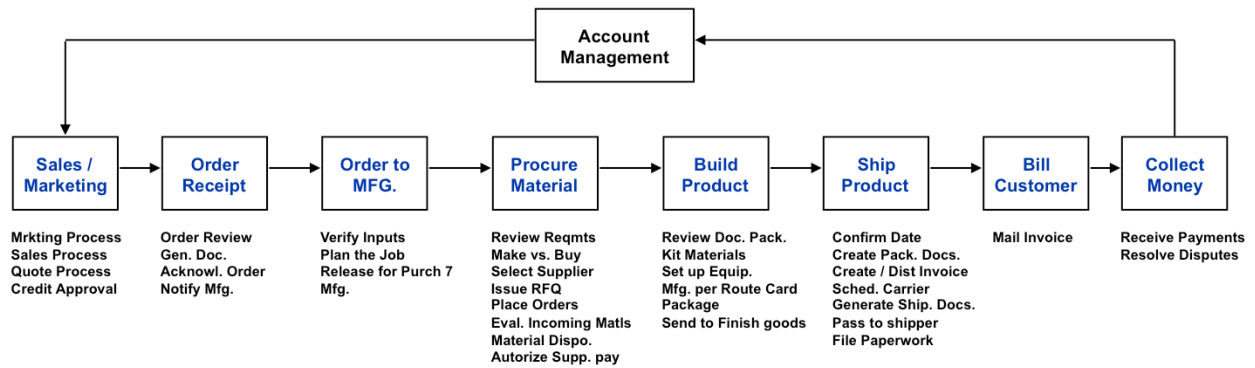 Account
Management
Sales /
Marketing
Order
Receipt
Order to
MFG.
Procure
Material
Build
Product
Ship
Product
Bill
Customer
Collect
Money
Mrkting Process
Sales Process
Quote Process
Credit Approval
Order Review
Gen. Doc.
Acknowl. Order
Notify Mfg.
Verify Inputs
Plan the Job
Release for Purch 7
Mfg.
Review Reqmts
Make vs. Buy
Select Supplier
Issue RFQ
Place Orders
Eval. Incoming Matls
Material Dispo.
Autorize Supp. pay
Review Doc. Pack.
Kit Materials
Set up Equip.
Mfg. per Route Card
Package
Send to Finish goods
Confirm Date
Create Pack. Docs.
Create / Dist Invoice
Sched. Carrier
Generate Ship. Docs.
Pass to shipper
File Paperwork
Mail Invoice
Receive Payments
Resolve Disputes